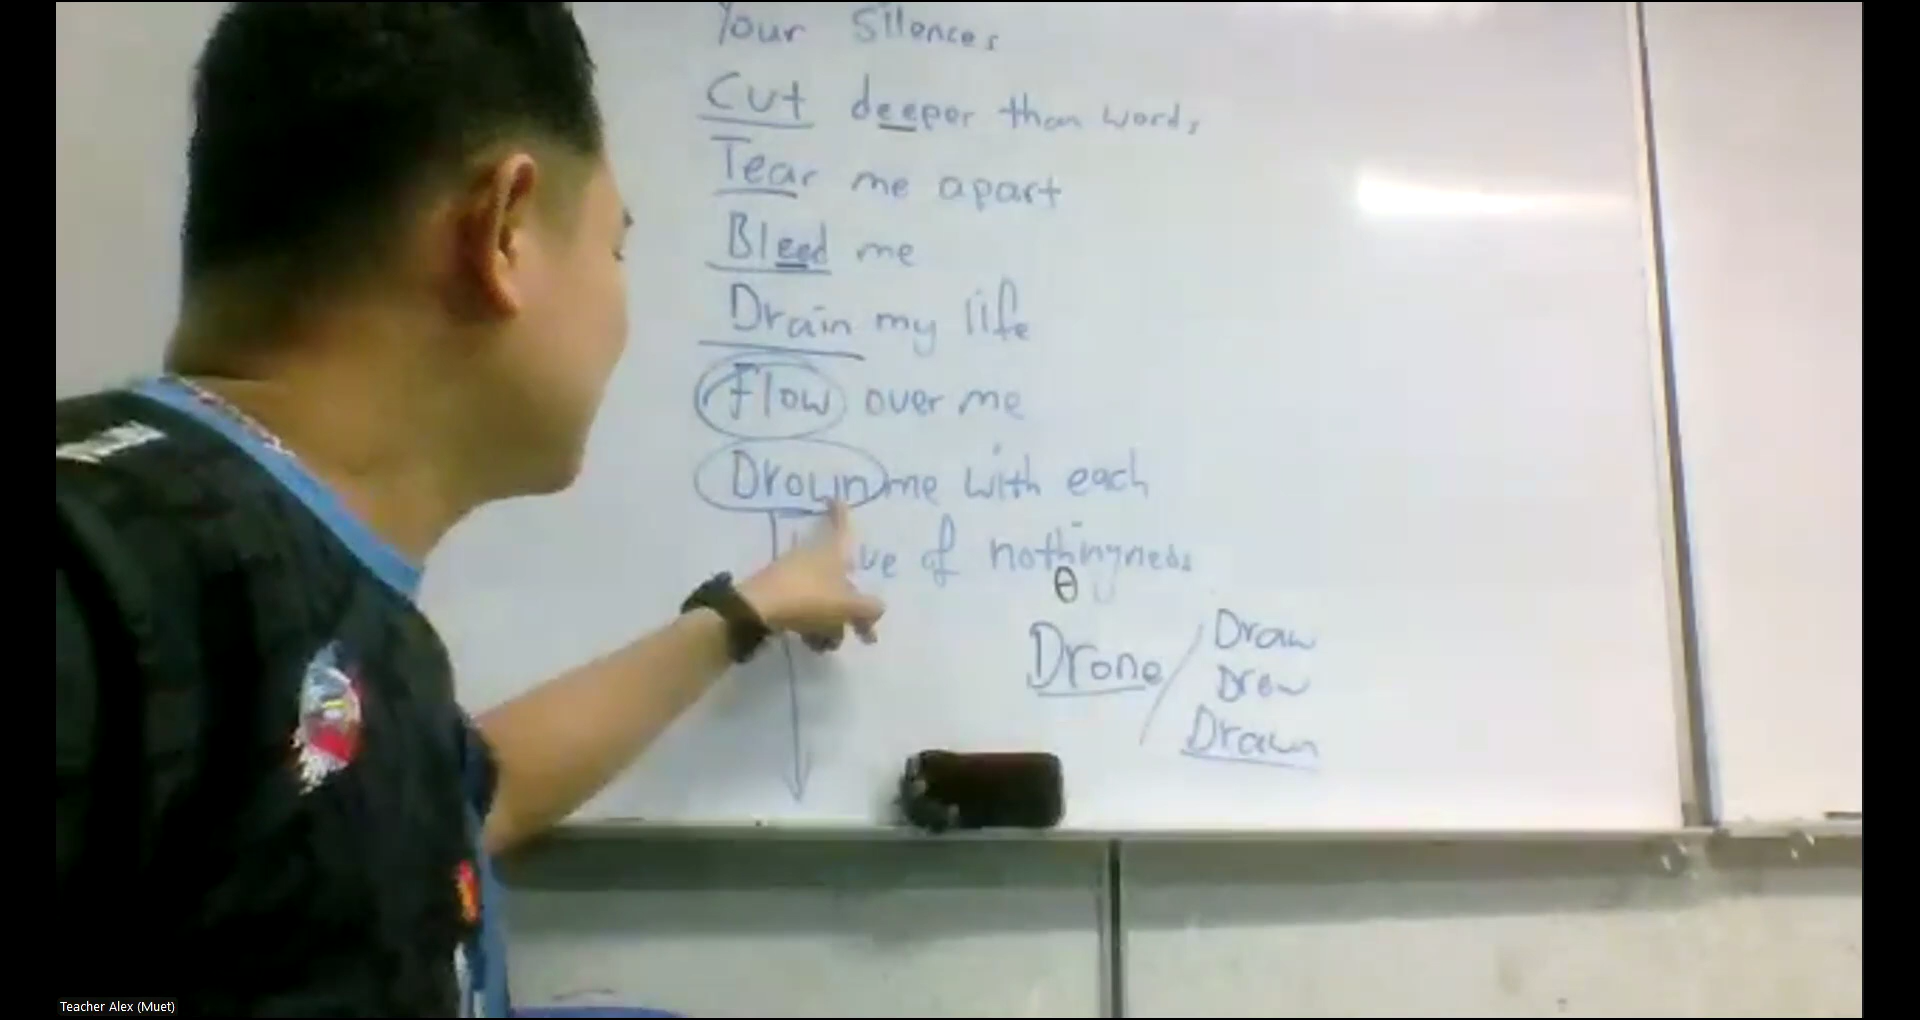 Your Silences
Cut deeper than words
Tear me apart
Bleed me
Drain my life
Flow over me
Drown me with each
of nothingness
θ
Drone / Draw
Drew
Drawn
Teacher Alex (Muet)